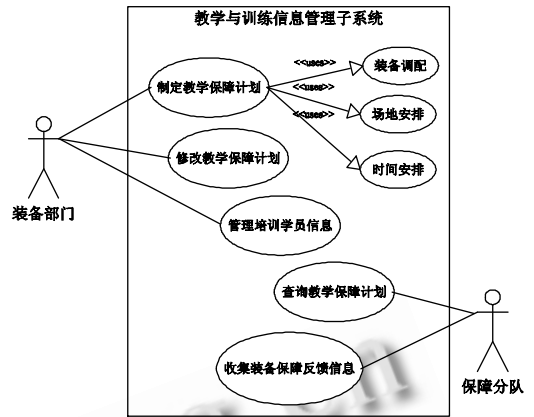 教学与训练信息管理子系统
制定教学保障计划
<<uses>>
装备调配
<<uses>>
场地安排
<<uses>>
时间安排
修改教学保障计划
装备部门
管理培训学员信息
查询教学保障计划
收集装备保障反馈信息
保障分队